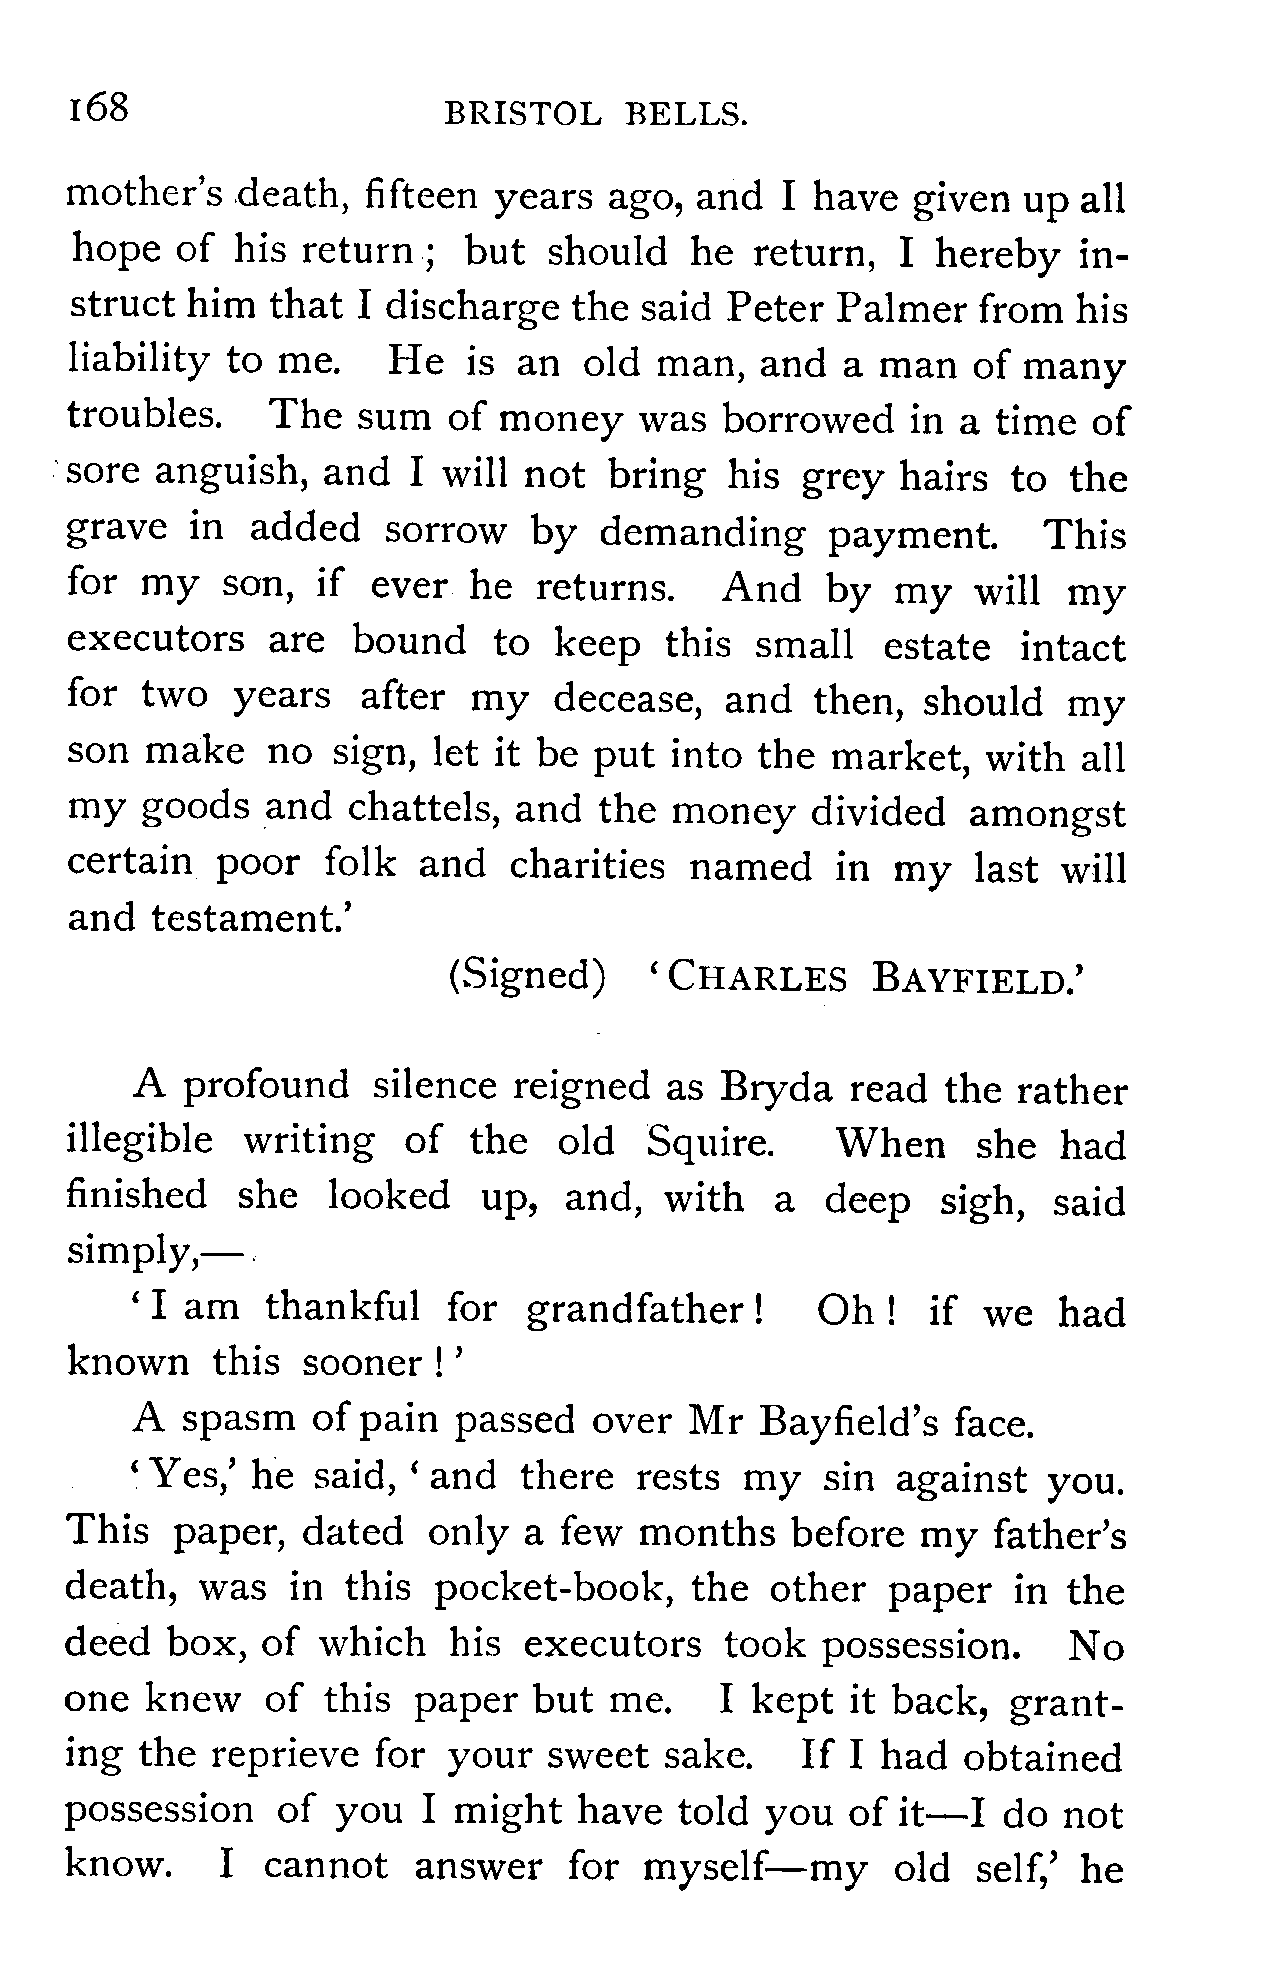 168 BRISTOL BELLS.
mother's death, fifteen years ago, and I have given up all
hope of his return; but should he return, I hereby in-
struct him that I discharge the said Peter Palmer from his
liability to me. He is an old man, and a man of many
troubles. The sum of money was borrowed in a time of
sore anguish, and I will not bring his grey hairs to the
grave in added sorrow by demanding payment. This
for my son, if ever he returns. And by my will my
executors are bound to keep this small estate intact
for two years after my decease, and then, should my
son make no sign, let it be put into the market, with all
my goods and chattels, and the money divided amongst
certain poor folk and charities named in my last will
and testament.'
(Signed) 'CHARLES BAYFIELD.'
A profound silence reigned as Bryda read the rather
illegible writing of the old Squire. When she had
finished she looked up, and, with a deep sigh, said
simply,—
'I am thankful for grandfather! Oh! if we had
known this sooner!'
A spasm of pain passed over Mr Bayfield's face.
'Yes,' he said, 'and there rests my sin against you.
This paper, dated only a few months before my father's
death, was in this pocket-book, the other paper in the
deed box, of which his executors took possession. No
one knew of this paper but me. I kept it back, grant-
ing the reprieve for your sweet sake. If I had obtained
possession of you I might have told you of it—I do not
know. I cannot answer for myself—my old self,' he